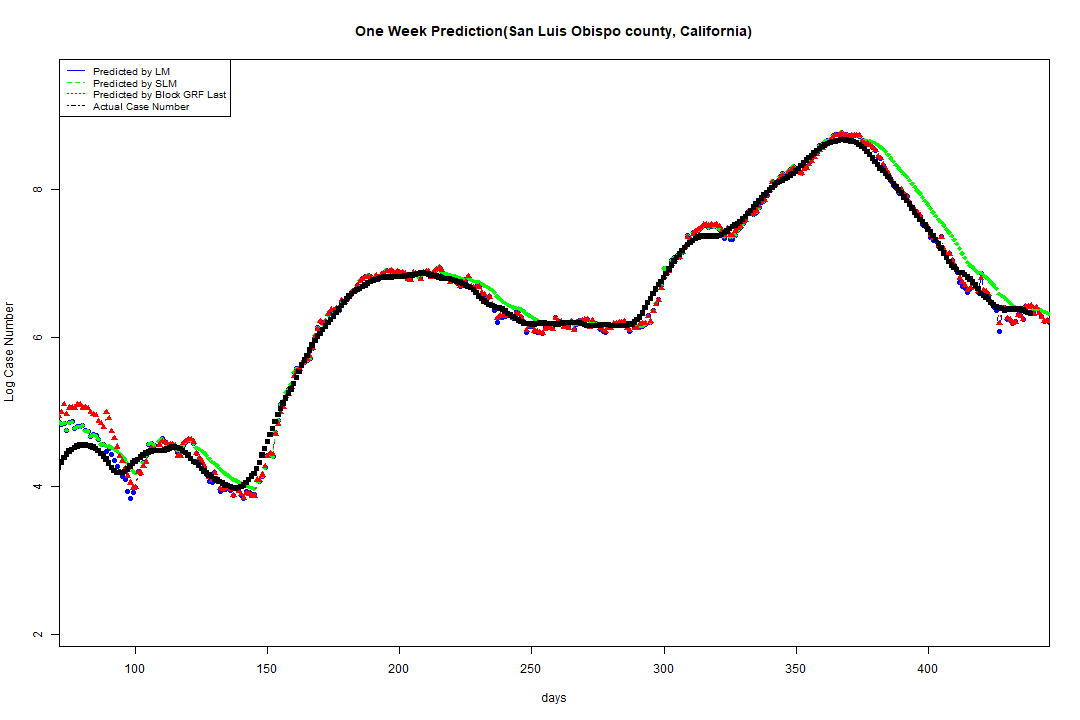 One Week Prediction(San Luis Obispo county, California)
Predicted by LM
Predicted by SLM
Predicted by Block GRF Last
Actual Case Number
Log Case Number
8
6
4
2
100 150 200 250 300 350 400
days